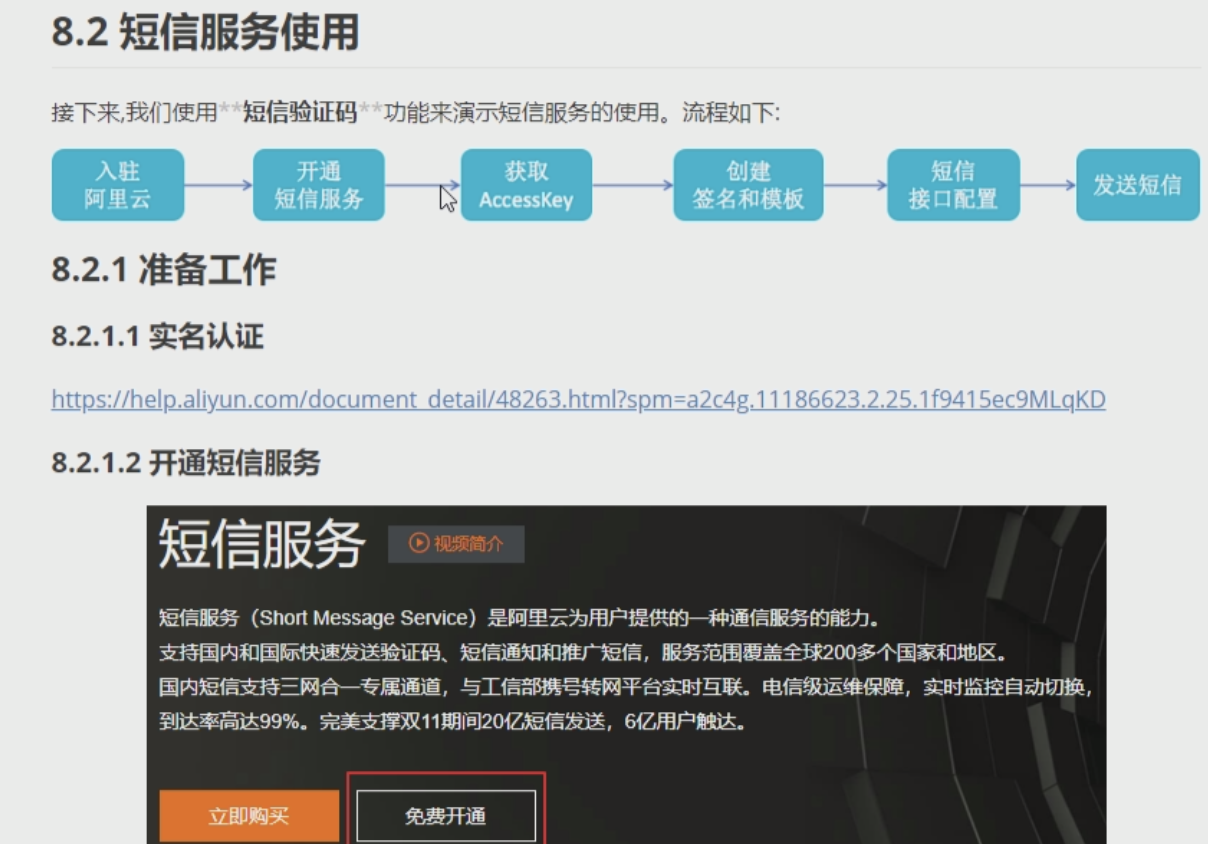 8.2 短信服务使用
接下来,我们使用**短信验证码**功能来演示短信服务的使用。流程如下:
入驻
阿里云
开通
短信服务
获取
AccessKey
创建
签名和模板
短信
接口配置
发送短信
8.2.1 准备工作
8.2.1.1 实名认证
https://help.aliyun.com/document_detail/48263.html?spm=a2c4g.11186623.2.25.1f9415ec9MLqKD
8.2.1.2 开通短信服务
短信服务
视频简介
短信服务（Short Message Service）是阿里云为用户提供的一种通信服务的能力。
支持国内和国际快速发送验证码、短信通知和推广短信，服务范围覆盖全球200多个国家和地区。
国内短信支持三网合一专属通道，与工信部携号转网平台实时互联。电信级运维保障，实时监控自动切换，
到达率高达99%。完美支撑双11期间20亿短信发送，6亿用户触达。
立即购买
免费开通